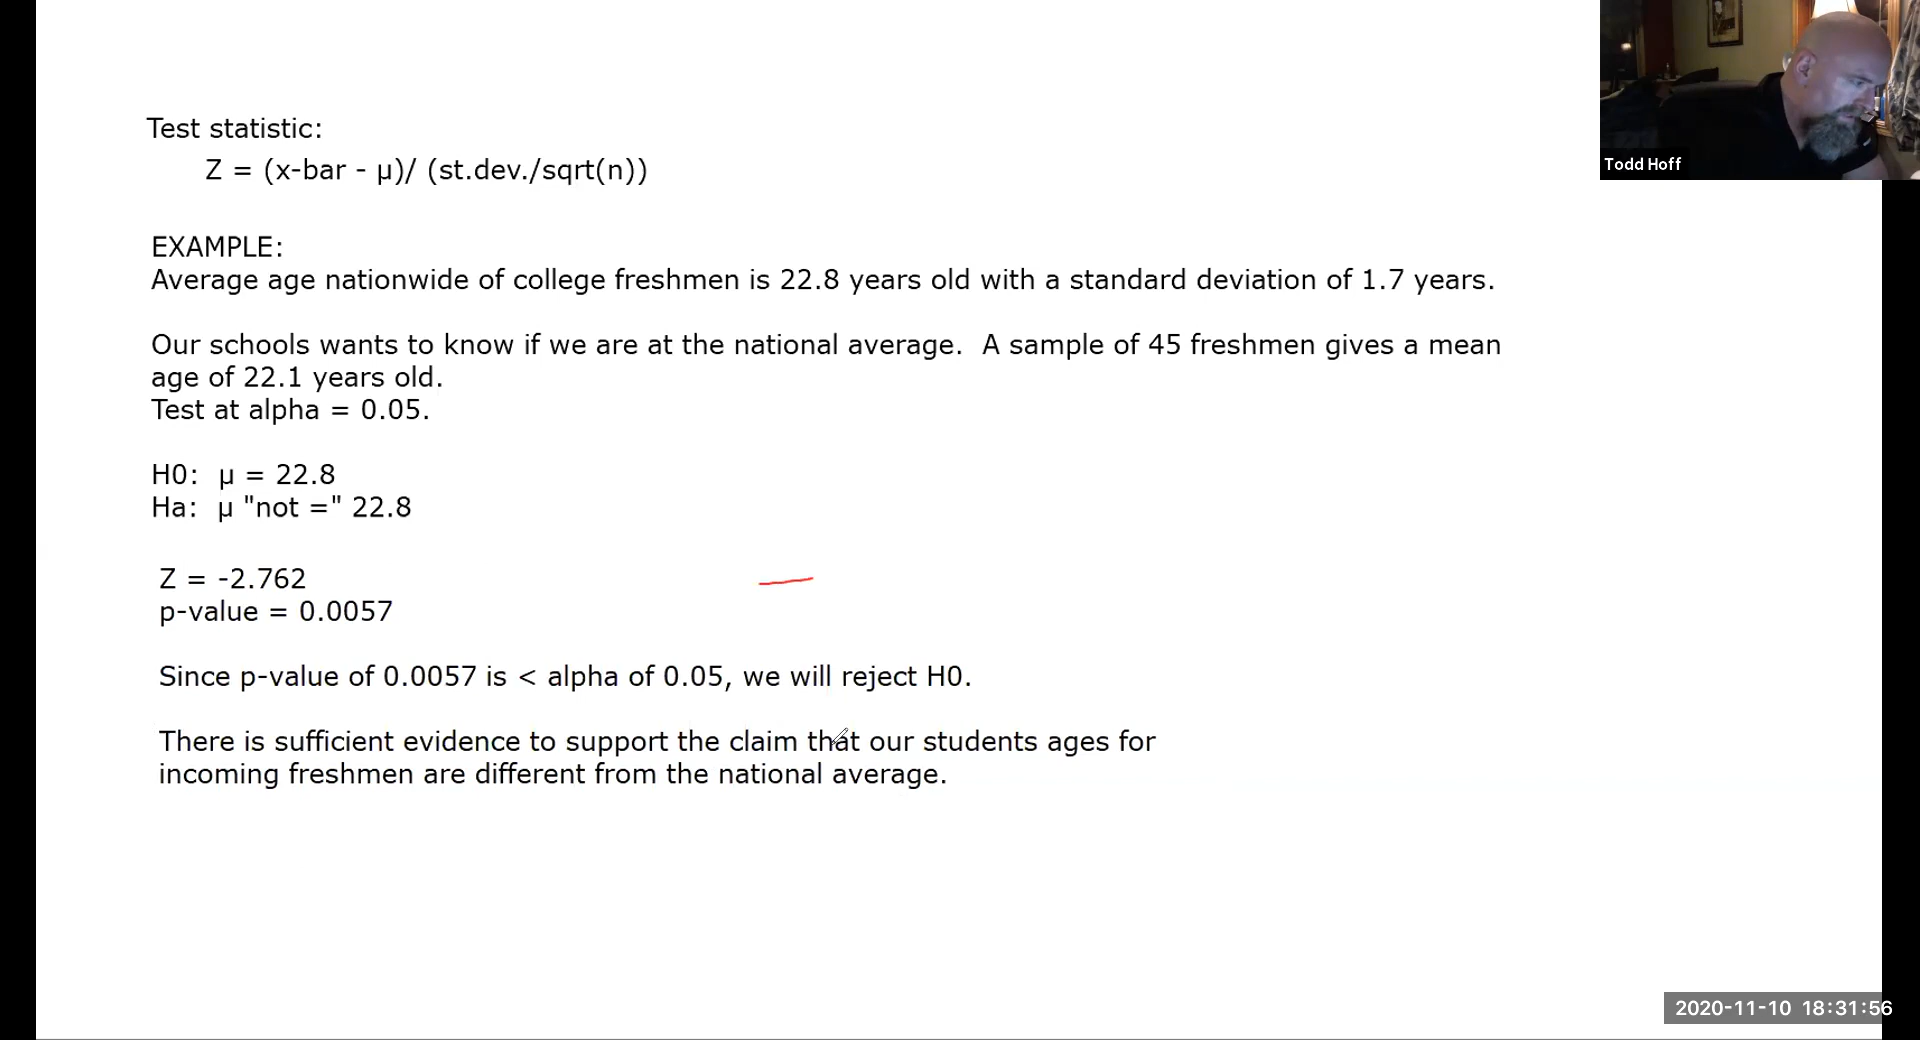 Test statistic:
Z = (x-bar - µ)/ (st.dev./sqrt(n))
Todd Hoff
EXAMPLE:
Average age nationwide of college freshmen is 22.8 years old with a standard deviation of 1.7 years.
Our schools wants to know if we are at the national average.  A sample of 45 freshmen gives a mean
age of 22.1 years old.
Test at alpha = 0.05.
H0:  µ = 22.8
Ha:  µ "not =" 22.8
Z = -2.762
p-value = 0.0057
Since p-value of 0.0057 is < alpha of 0.05, we will reject H0.
There is sufficient evidence to support the claim that our students ages for
incoming freshmen are different from the national average.
2020-11-10 18:31:56